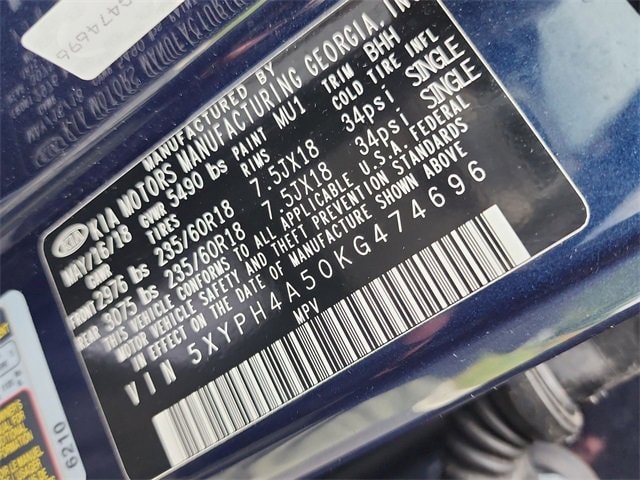 MANUFACTURED BY
KIA MOTORS MANUFACTURING GEORGIA, INC
KIA
MAY/16/18 GVWR 5490 lbs PAINT MU1 TRIM BHH
GAWR TIRES RIMS COLD TIRE INFL
FRONT 2976 lbs 235/60R18 7.5JX18 34psi SINGLE
REAR 3075 lbs 235/60R18 7.5JX18 34psi SINGLE
THIS VEHICLE CONFORMS TO ALL APPLICABLE U.S.A. FEDERAL
MOTOR VEHICLE SAFETY AND THEFT PREVENTION STANDARDS
IN EFFECT ON THE DATE OF MANUFACTURE SHOWN ABOVE
VIN 5XYPH4A50KG474696
MPV
6210